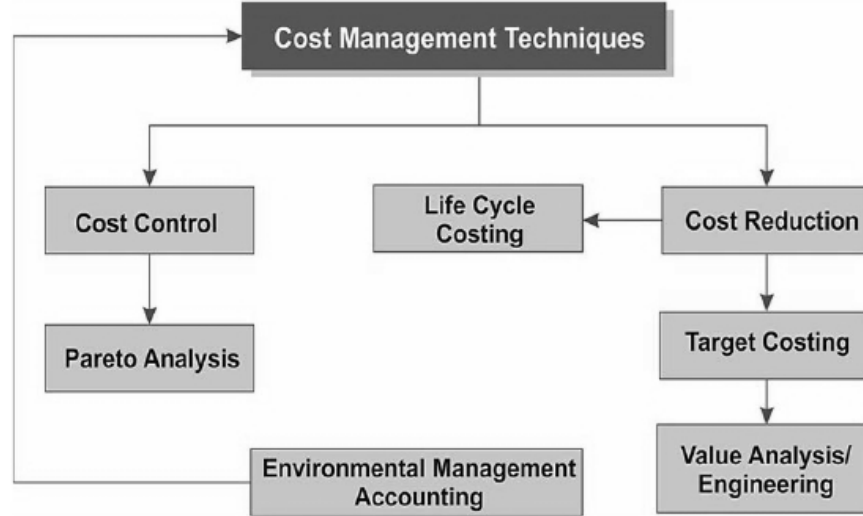 Cost Management Techniques
Cost Control
Life Cycle
Costing
Cost Reduction
Pareto Analysis
Target Costing
Environmental Management
Accounting
Value Analysis/
Engineering